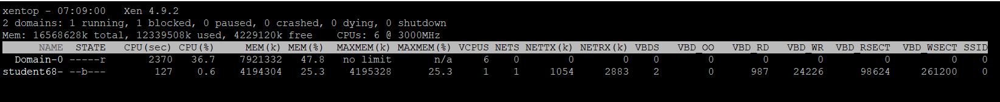 xentop - 07:09:00   Xen 4.9.2
2 domains: 1 running, 1 blocked, 0 paused, 0 crashed, 0 dying, 0 shutdown
Mem: 16568628k total, 12339508k used, 4229120k free    CPUs: 6 @ 3000MHz
NAME  STATE   CPU(sec) CPU(%)     MEM(k) MEM(%)  MAXMEM(k) MAXMEM(%) VCPUS NETS NETTX(k) NETRX(k) VBDS   VBD_OO   VBD_RD   VBD_WR  VBD_RSECT  VBD_WSECT SSID
Domain-0 -----r       2370   36.7    7921332   47.8   no limit       n/a     6    0        0        0    0        0        0        0          0          0    0
student68- --b---        127    0.6    4194304   25.3    4195328      25.3     1    1     1054     2883    2        0      987    24226      98624     261200    0